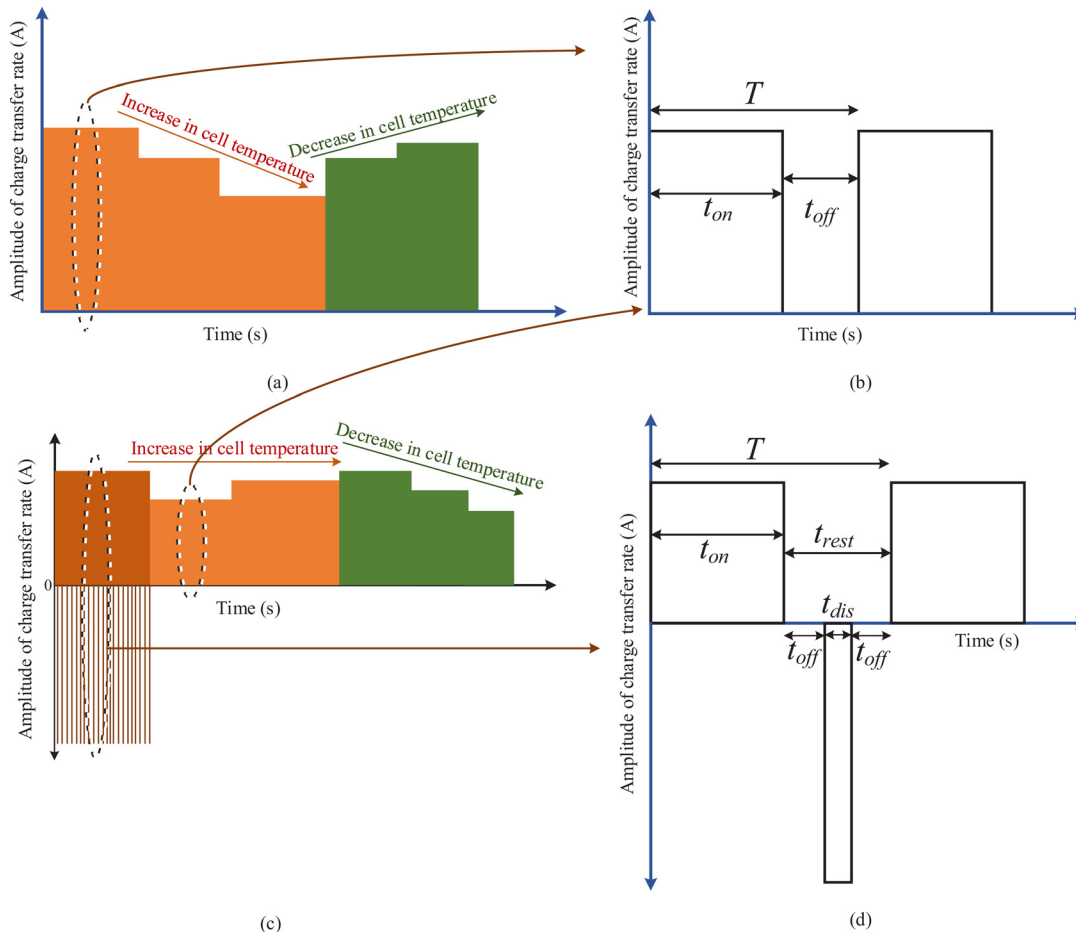 Amplitude of charge transfer rate (A)
Increase in cell temperature
Decrease in cell temperature
Time (s)
(a)
Amplitude of charge transfer rate (A)
T
t_on
t_off
Time (s)
(b)
Amplitude of charge transfer rate (A)
Increase in cell temperature
Decrease in cell temperature
0
Time (s)
(c)
Amplitude of charge transfer rate (A)
T
t_on
t_rest
t_dis
t_off
t_off
Time (s)
(d)